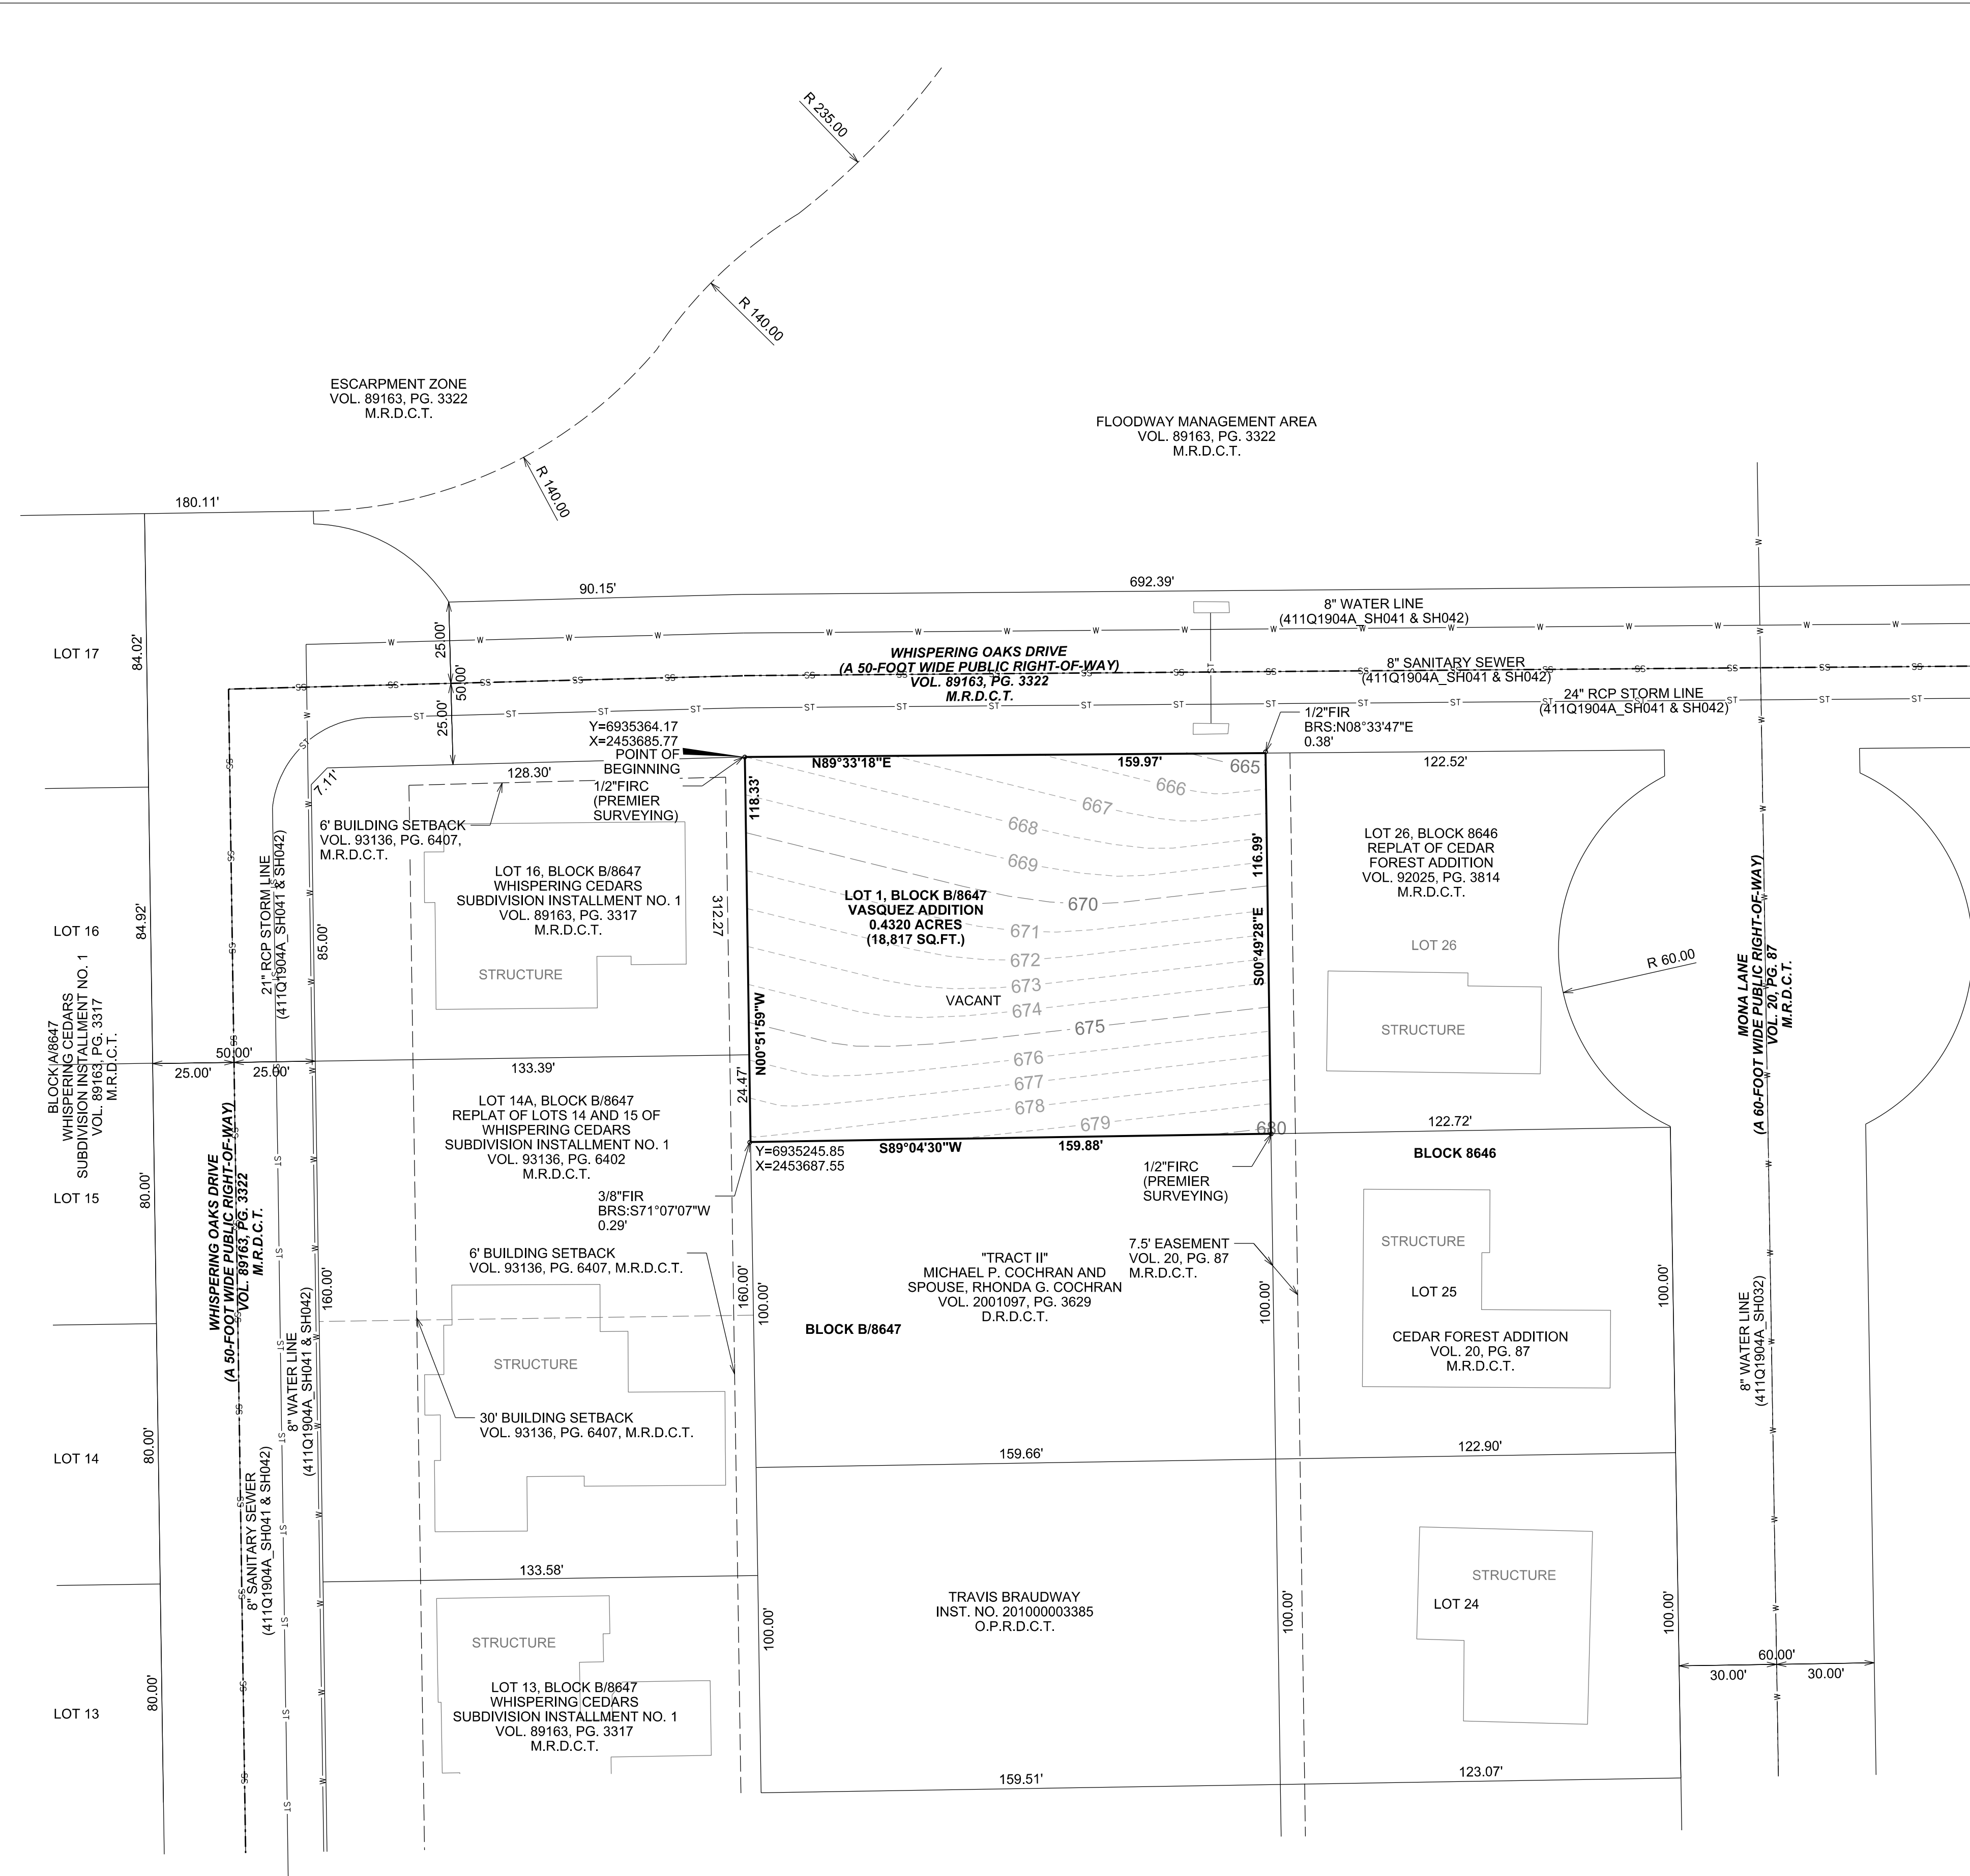 R 235.00
R 140.00
R 140.00
ESCARPMENT ZONE
VOL. 89163, PG. 3322
M.R.D.C.T.
FLOODWAY MANAGEMENT AREA
VOL. 89163, PG. 3322
M.R.D.C.T.
180.11'
90.15'
692.39'
8" WATER LINE
(411Q1904A_SH041 & SH042)
WHISPERING OAKS DRIVE
(A 50-FOOT WIDE PUBLIC RIGHT-OF-WAY)
VOL. 89163, PG. 3322
M.R.D.C.T.
8" SANITARY SEWER
(411Q1904A_SH041 & SH042)
24" RCP STORM LINE
(411Q1904A_SH041 & SH042)
25.00'
50.00'
25.00'
LOT 17
84.02'
Y=6935364.17
X=2453685.77
POINT OF
BEGINNING
1/2"FIRC
(PREMIER
SURVEYING)
1/2"FIR
BRS:N08°33'47"E
0.38'
7.11'
128.30'
N89°33'18"E
159.97'
122.52'
118.33'
116.99'
S00°49'28"E
N00°51'59"W
665
666
667
668
669
670
671
672
673
674
675
676
677
678
679
680
6' BUILDING SETBACK
VOL. 93136, PG. 6407,
M.R.D.C.T.
LOT 16, BLOCK B/8647
WHISPERING CEDARS
SUBDIVISION INSTALLMENT NO. 1
VOL. 89163, PG. 3317
M.R.D.C.T.
STRUCTURE
312.27
LOT 1, BLOCK B/8647
VASQUEZ ADDITION
0.4320 ACRES
(18,817 SQ.FT.)
VACANT
LOT 26, BLOCK 8646
REPLAT OF CEDAR
FOREST ADDITION
VOL. 92025, PG. 3814
M.R.D.C.T.
LOT 26
STRUCTURE
R 60.00
MONA LANE
(A 60-FOOT WIDE PUBLIC RIGHT-OF-WAY)
VOL. 20, PG. 87
M.R.D.C.T.
LOT 16
84.92'
21" RCP STORM LINE
(411Q1904A_SH041 & SH042)
85.00'
BLOCK A/8647
WHISPERING CEDARS
SUBDIVISION INSTALLMENT NO. 1
VOL. 89163, PG. 3317
M.R.D.C.T.
50.00'
25.00'
25.00'
133.39'
24.47'
LOT 14A, BLOCK B/8647
REPLAT OF LOTS 14 AND 15 OF
WHISPERING CEDARS
SUBDIVISION INSTALLMENT NO. 1
VOL. 93136, PG. 6402
M.R.D.C.T.
Y=6935245.85
X=2453687.55
S89°04'30"W
159.88'
122.72'
BLOCK 8646
3/8"FIR
BRS:S71°07'07"W
0.29'
1/2"FIRC
(PREMIER
SURVEYING)
LOT 15
80.00'
WHISPERING OAKS DRIVE
(A 50-FOOT WIDE PUBLIC RIGHT-OF-WAY)
VOL. 89163, PG. 3322
M.R.D.C.T.
6' BUILDING SETBACK
VOL. 93136, PG. 6407, M.R.D.C.T.
7.5' EASEMENT
VOL. 20, PG. 87
M.R.D.C.T.
"TRACT II"
MICHAEL P. COCHRAN AND
SPOUSE, RHONDA G. COCHRAN
VOL. 2001097, PG. 3629
D.R.D.C.T.
BLOCK B/8647
160.00'
160.00'
100.00'
100.00'
100.00'
STRUCTURE
LOT 25
CEDAR FOREST ADDITION
VOL. 20, PG. 87
M.R.D.C.T.
8" WATER LINE
(411Q1904A_SH032)
8" WATER LINE
(411Q1904A_SH041 & SH042)
STRUCTURE
30' BUILDING SETBACK
VOL. 93136, PG. 6407, M.R.D.C.T.
LOT 14
80.00'
8" SANITARY SEWER
(411Q1904A_SH041 & SH042)
159.66'
122.90'
133.58'
TRAVIS BRAUDWAY
INST. NO. 201000003385
O.P.R.D.C.T.
100.00'
100.00'
100.00'
STRUCTURE
LOT 24
STRUCTURE
LOT 13, BLOCK B/8647
WHISPERING CEDARS
SUBDIVISION INSTALLMENT NO. 1
VOL. 89163, PG. 3317
M.R.D.C.T.
LOT 13
80.00'
60.00'
30.00'
30.00'
159.51'
123.07'